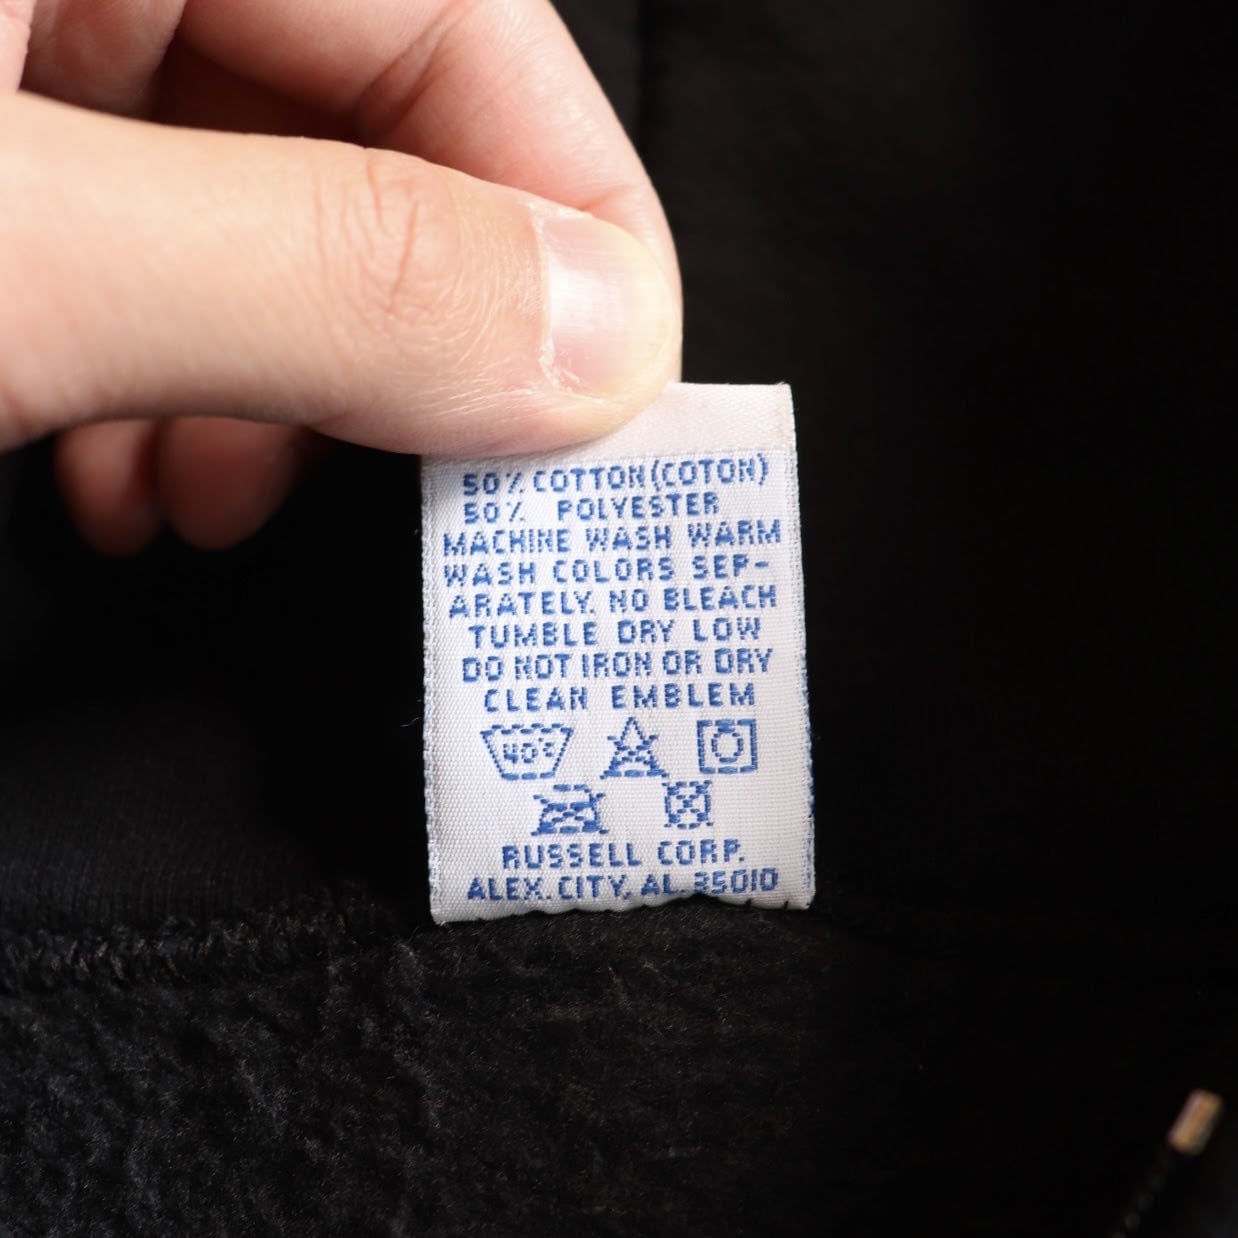 50% COTTON (COTON)
50% POLYESTER
MACHINE WASH WARM
WASH COLORS SEP-
ARATELY. NO BLEACH
TUMBLE DRY LOW
DO NOT IRON OR DRY
CLEAN EMBLEM
40°C
RUSSELL CORP.
ALEX. CITY, AL. 35010